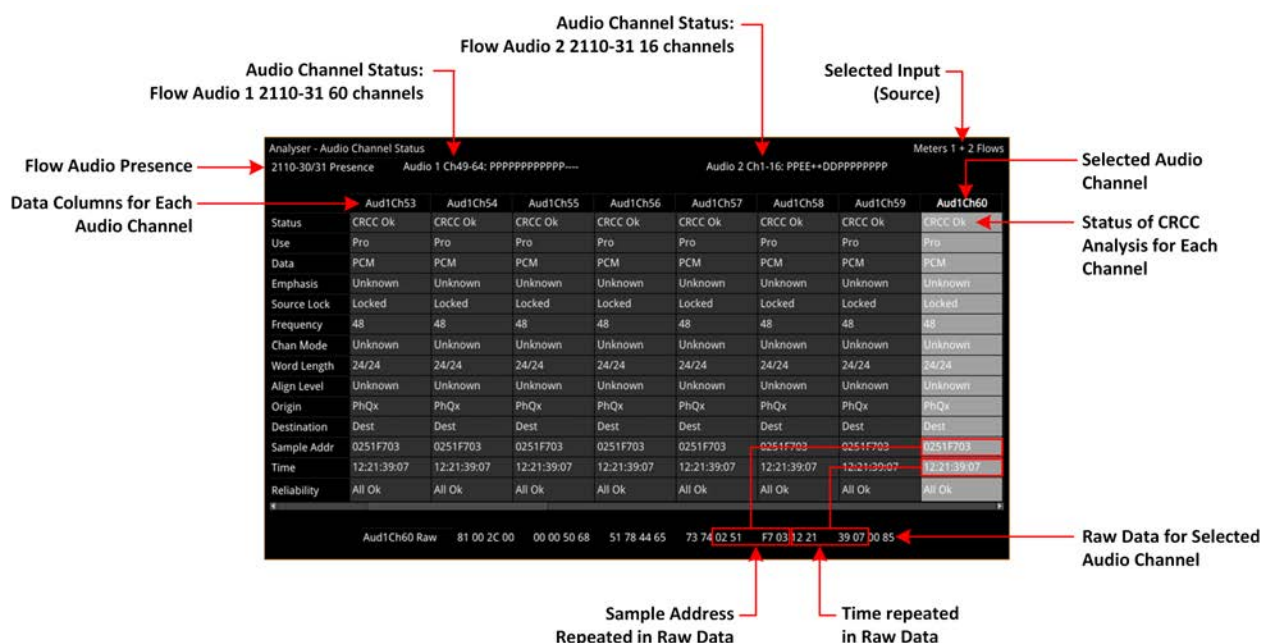 Audio Channel Status:
Flow Audio 2 2110-31 16 channels
Audio Channel Status:
Flow Audio 1 2110-31 60 channels
Selected Input
(Source)
Flow Audio Presence
Data Columns for Each
Audio Channel
Analyser - Audio Channel Status Meters 1 + 2 Flows
2110-30/31 Presence Audio 1 Ch49-64: PPPPPPPPPPPP---- Audio 2 Ch1-16: PPEE++DDPPPPPPPP
Aud1Ch53 Aud1Ch54 Aud1Ch55 Aud1Ch56 Aud1Ch57 Aud1Ch58 Aud1Ch59 Aud1Ch60
Status CRCC Ok CRCC Ok CRCC Ok CRCC Ok CRCC Ok CRCC Ok CRCC Ok CRCC Ok
Use Pro Pro Pro Pro Pro Pro Pro Pro
Data PCM PCM PCM PCM PCM PCM PCM PCM
Emphasis Unknown Unknown Unknown Unknown Unknown Unknown Unknown Unknown
Source Lock Locked Locked Locked Locked Locked Locked Locked Locked
Frequency 48 48 48 48 48 48 48 48
Chan Mode Unknown Unknown Unknown Unknown Unknown Unknown Unknown Unknown
Word Length 24/24 24/24 24/24 24/24 24/24 24/24 24/24 24/24
Align Level Unknown Unknown Unknown Unknown Unknown Unknown Unknown Unknown
Origin PhQx PhQx PhQx PhQx PhQx PhQx PhQx PhQx
Destination Dest Dest Dest Dest Dest Dest Dest Dest
Sample Addr 0251F703 0251F703 0251F703 0251F703 0251F703 0251F703 0251F703 0251F703
Time 12:21:39:07 12:21:39:07 12:21:39:07 12:21:39:07 12:21:39:07 12:21:39:07 12:21:39:07 12:21:39:07
Reliability All Ok All Ok All Ok All Ok All Ok All Ok All Ok All Ok
Aud1Ch60 Raw 81 00 2C 00 00 00 50 68 51 78 44 65 73 74 02 51 F7 03 12 21 39 07 00 85
Selected Audio
Channel
Status of CRCC
Analysis for Each
Channel
Raw Data for Selected
Audio Channel
Sample Address
Repeated in Raw Data
Time repeated
in Raw Data